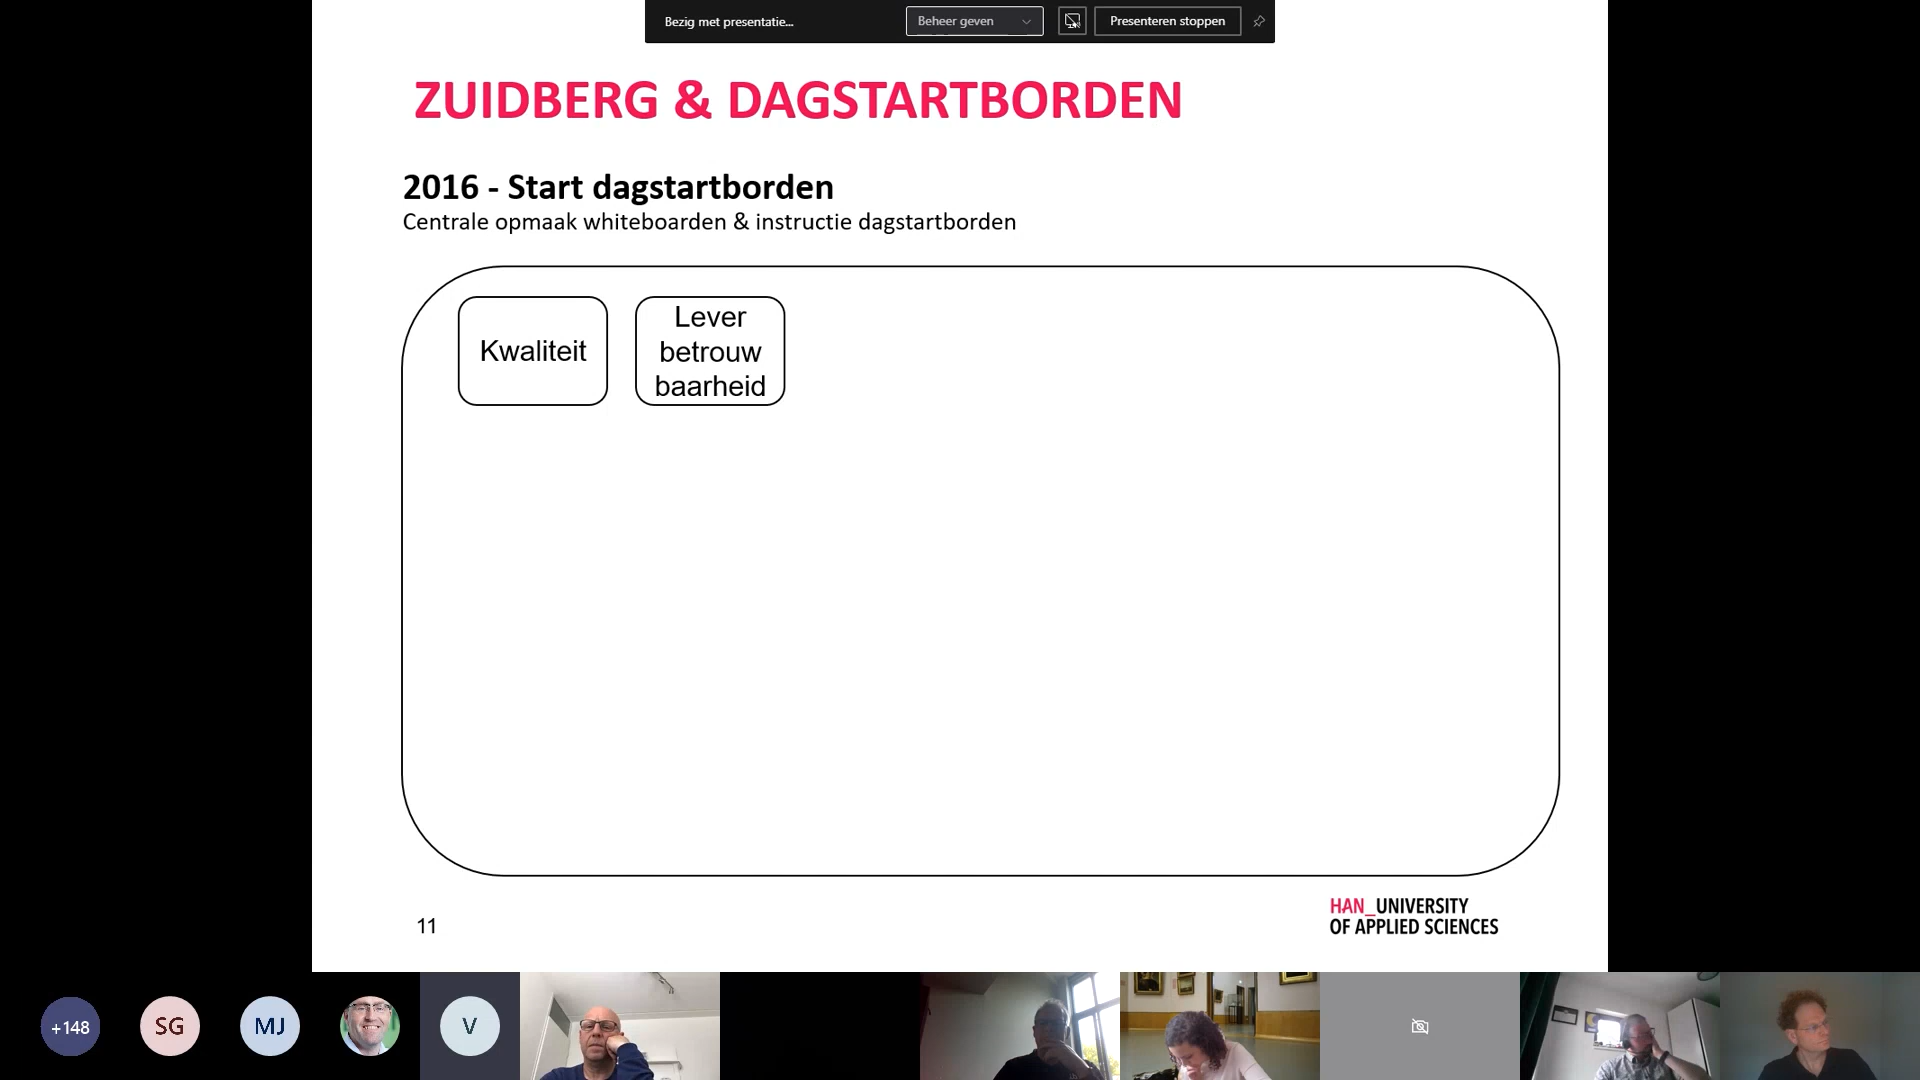 Bezig met presentatie...
Beheer geven
Presenteren stoppen
ZUIDBERG & DAGSTARTBORDEN
2016 - Start dagstartborden
Centrale opmaak whiteboarden & instructie dagstartborden
Kwaliteit
Lever
betrouw
baarheid
11
HAN_UNIVERSITY
OF APPLIED SCIENCES
+148
SG
MJ
V